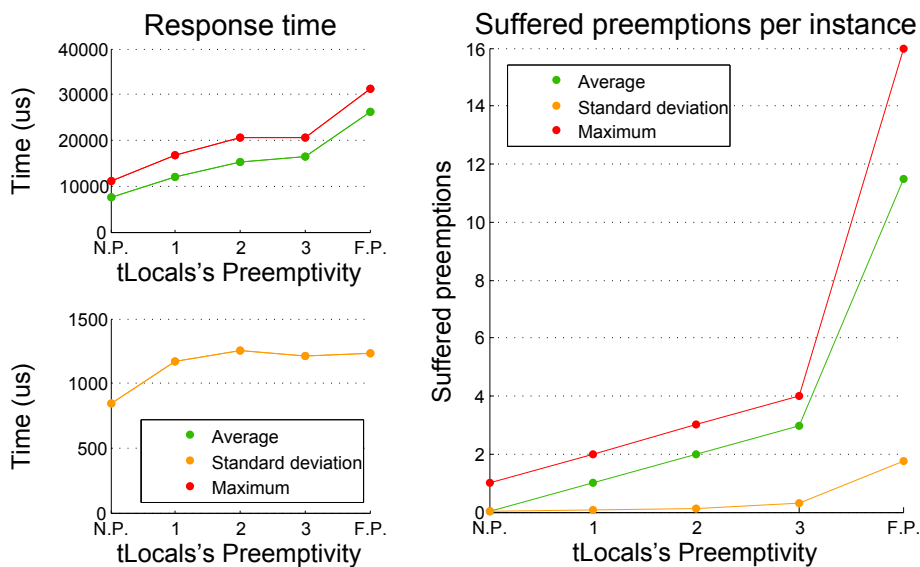 Response time
40000
30000
20000
10000
0
Time (us)
N.P. 1 2 3 F.P.
tLocals's Preemptivity
1500
1000
500
0
Time (us)
Average
Standard deviation
Maximum
N.P. 1 2 3 F.P.
tLocals's Preemptivity
Suffered preemptions per instance
16
14
12
10
8
6
4
2
0
Suffered preemptions
Average
Standard deviation
Maximum
N.P. 1 2 3 F.P.
tLocals's Preemptivity